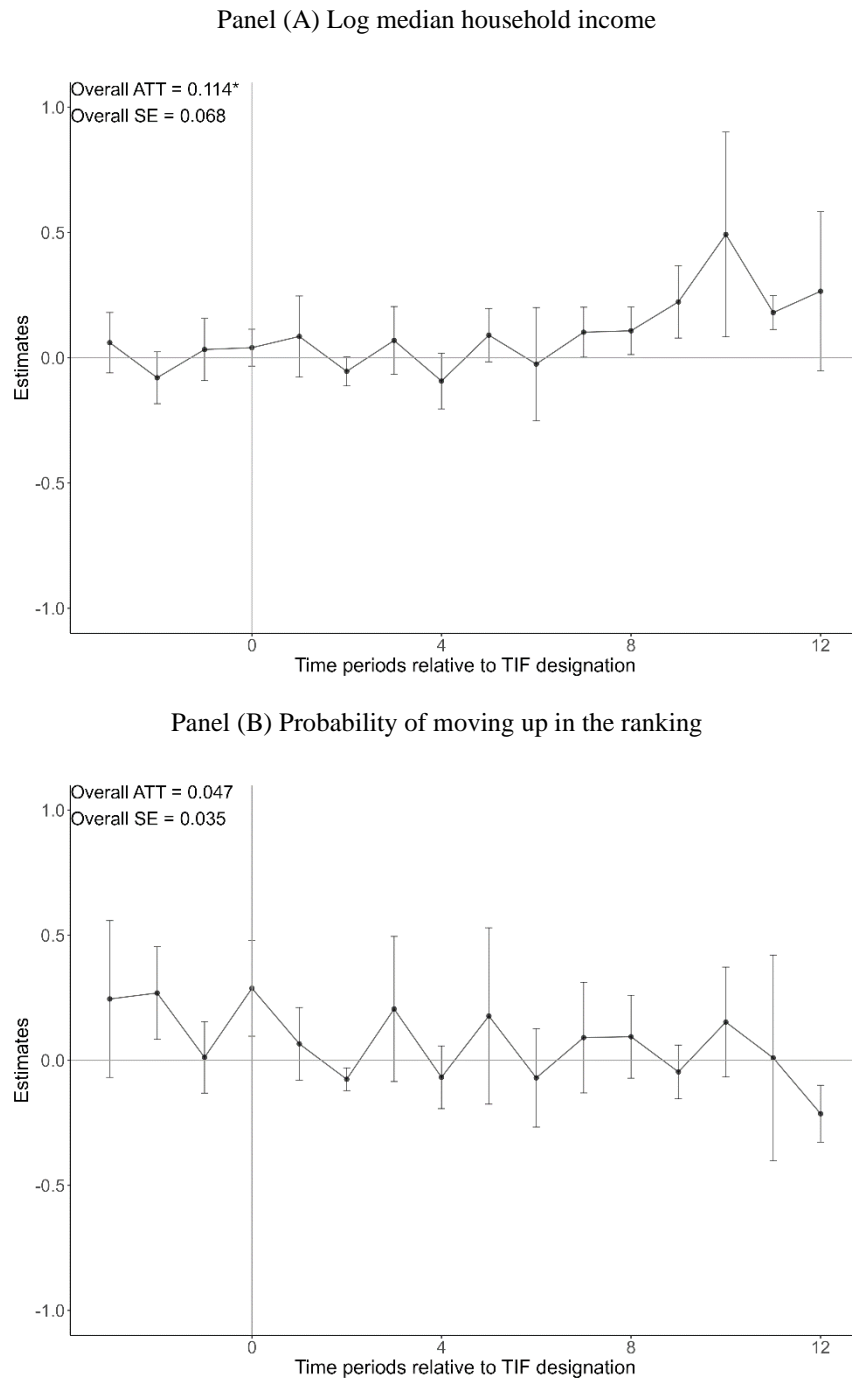 Panel (A) Log median household income
Overall ATT = 0.114*
Overall SE = 0.068
1.0
0.5
0.0
-0.5
-1.0
Estimates
0
4
8
12
Time periods relative to TIF designation
Panel (B) Probability of moving up in the ranking
Overall ATT = 0.047
Overall SE = 0.035
1.0
0.5
0.0
-0.5
-1.0
Estimates
0
4
8
12
Time periods relative to TIF designation